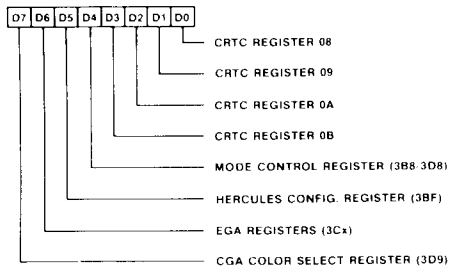 D7 D6 D5 D4 D3 D2 D1 D0
CRTC REGISTER 08
CRTC REGISTER 09
CRTC REGISTER 0A
CRTC REGISTER 0B
MODE CONTROL REGISTER (3B8-3D8)
HERCULES CONFIG. REGISTER (3BF)
EGA REGISTERS (3Cx)
CGA COLOR SELECT REGISTER (3D9)